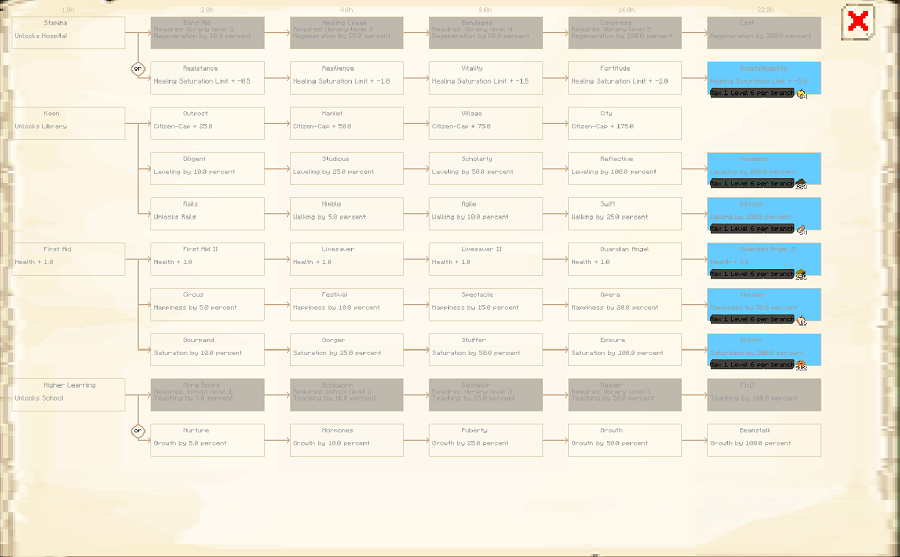 1.0h 2.0h 4.0h 8.0h 16.0h 32.0h
Stamina
Unlocks Hospital
Band Aid
Requires: library level 2
Regeneration by 10.0 percent
Healing Cream
Requires: library level 2
Regeneration by 25.0 percent
Bandages
Requires: library level 4
Regeneration by 50.0 percent
Compress
Requires: library level 5
Regeneration by 100.0 percent
Cast
Regeneration by 200.0 percent
or
Resistance
Healing Saturation Limit + -0.5
Resilience
Healing Saturation Limit + -1.0
Vitality
Healing Saturation Limit + -1.5
Fortitude
Healing Saturation Limit + -2.0
Indefatigability
Healing Saturation Limit + -5.0
Max 1 Level 6 per branch
Keen
Unlocks Library
Outpost
Citizen-Cap + 25.0
Hamlet
Citizen-Cap + 50.0
Village
Citizen-Cap + 75.0
City
Citizen-Cap + 175.0
Diligent
Leveling by 10.0 percent
Studious
Leveling by 25.0 percent
Scholarly
Leveling by 50.0 percent
Reflective
Leveling by 100.0 percent
Academic
Leveling by 200.0 percent
Max 1 Level 6 per branch
Rails
Unlocks Rails
Nimble
Walking by 5.0 percent
Agile
Walking by 10.0 percent
Swift
Walking by 25.0 percent
Athlete
Walking by 100.0 percent
Max 1 Level 6 per branch
First Aid
Health + 1.0
First Aid II
Health + 1.0
Livesaver
Health + 1.0
Livesaver II
Health + 1.0
Guardian Angel
Health + 1.0
Guardian Angel II
Max 1 Level 6 per branch
Circus
Happiness by 5.0 percent
Festival
Happiness by 10.0 percent
Spectacle
Happiness by 15.0 percent
Opera
Happiness by 20.0 percent
Theater
Happiness by 50.0 percent
Max 1 Level 6 per branch
Gourmand
Saturation by 10.0 percent
Gorger
Saturation by 25.0 percent
Stuffer
Saturation by 50.0 percent
Epicure
Saturation by 100.0 percent
Glutton
Saturation by 200.0 percent
Max 1 Level 6 per branch
Higher Learning
Unlocks School
More Books
Requires: school level 1
Teaching by 5.0 percent
Bookworm
Requires: library level 3
Teaching by 10.0 percent
Bachelor
Teaching by 25.0 percent
Master
Requires: library level 5
Teaching by 50.0 percent
PhD
Teaching by 100.0 percent
or
Nurture
Growth by 5.0 percent
Hormones
Growth by 10.0 percent
Puberty
Growth by 25.0 percent
Growth
Growth by 50.0 percent
Beanstalk
Growth by 100.0 percent